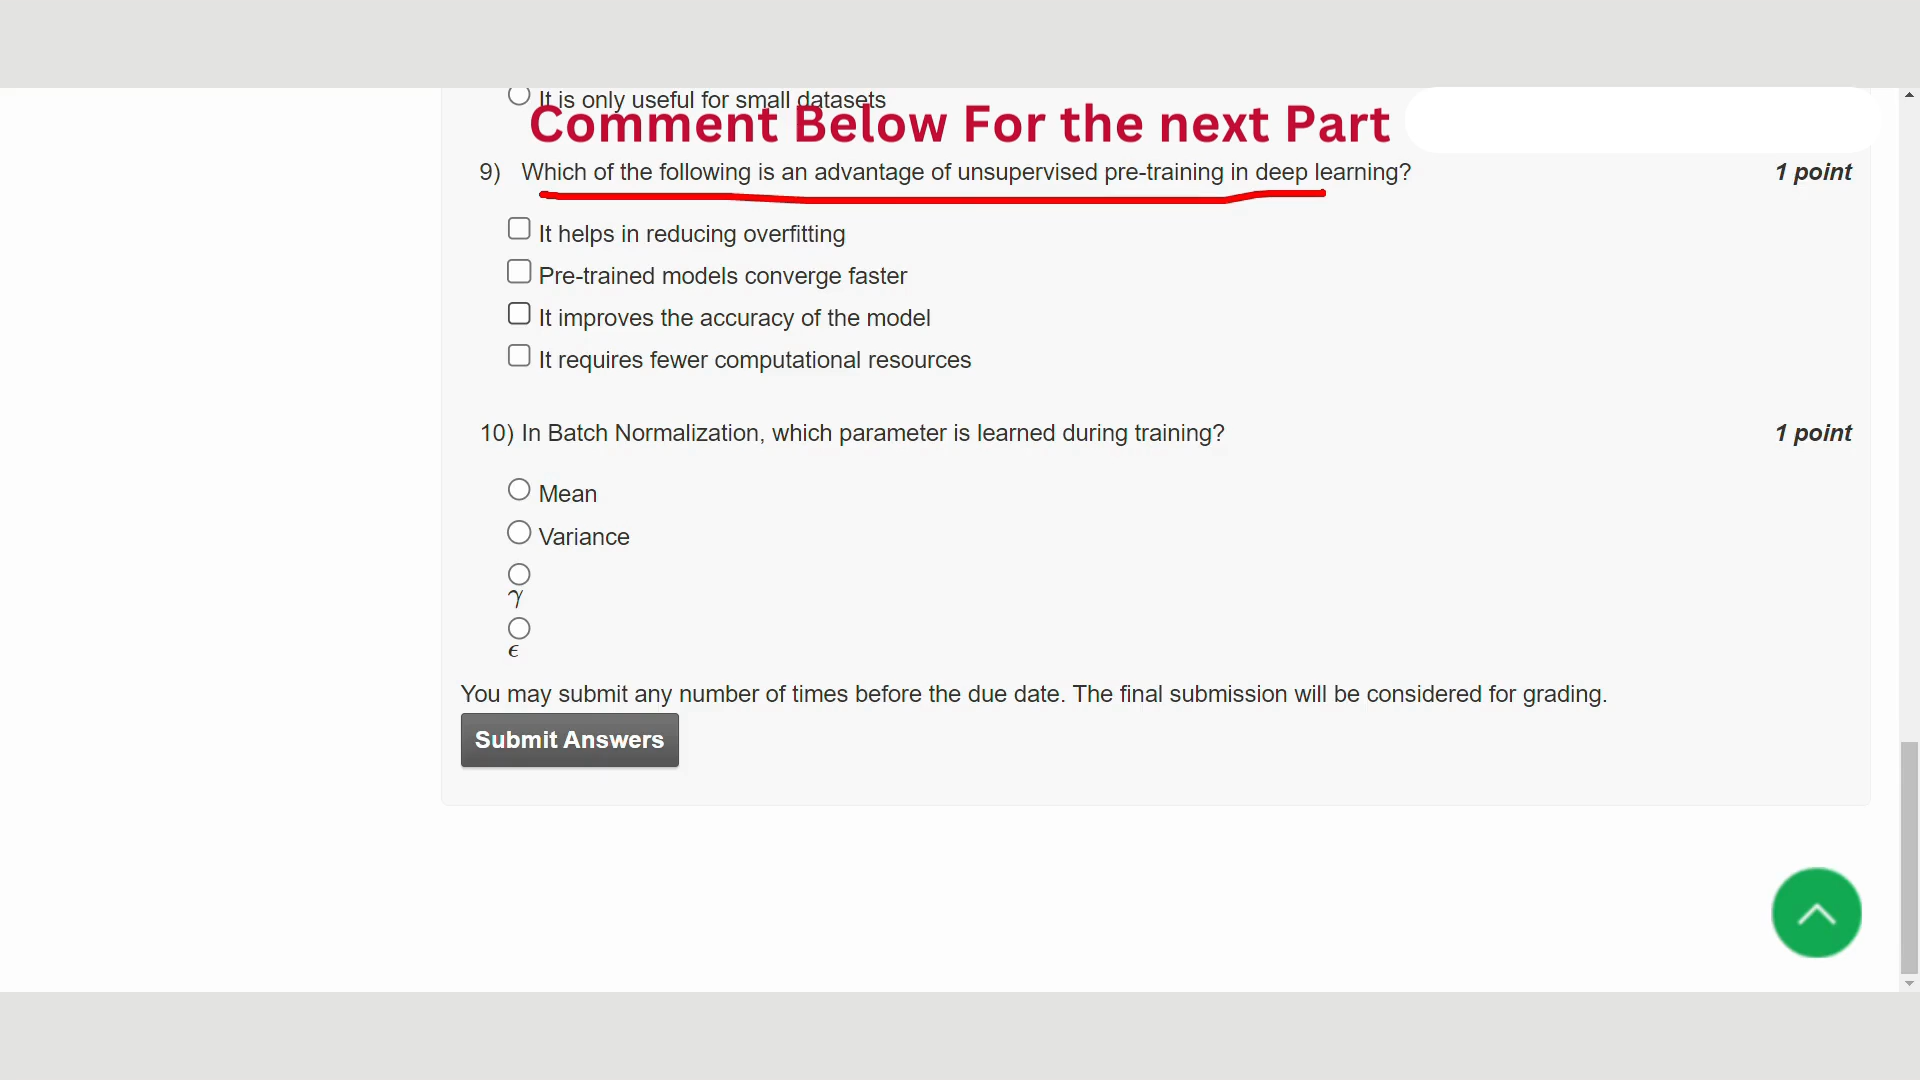 It is only useful for small datasets
Comment Below For the next Part
9) Which of the following is an advantage of unsupervised pre-training in deep learning? 1 point
It helps in reducing overfitting
Pre-trained models converge faster
It improves the accuracy of the model
It requires fewer computational resources
10) In Batch Normalization, which parameter is learned during training? 1 point
Mean
Variance
γ
ϵ
You may submit any number of times before the due date. The final submission will be considered for grading.
Submit Answers